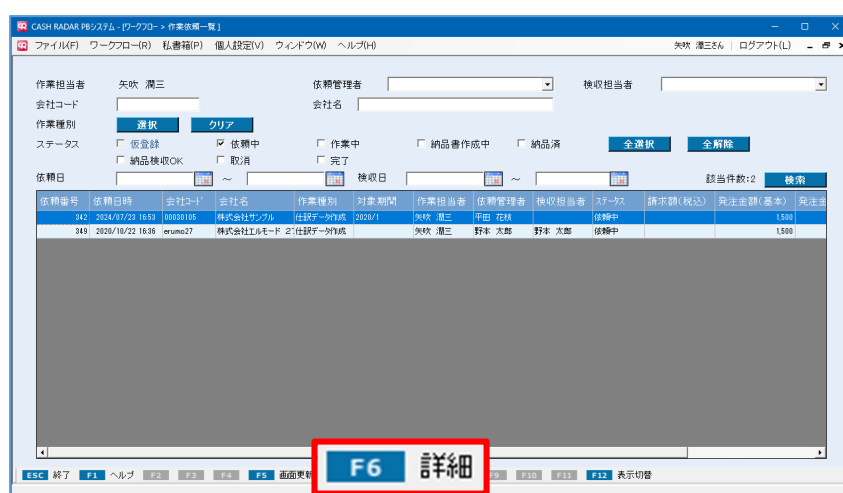 CASH RADAR PBシステム - [ワークフロー > 作業依頼一覧]
ファイル(F) ワークフロー(R) 私書箱(P) 個人設定(V) ウィンドウ(W) ヘルプ(H) 矢吹 潤三さん ログアウト(L)
作業担当者 矢吹 潤三 依頼管理者 検収担当者
会社コード 会社名
作業種別 選択 クリア
ステータス 仮登録 依頼中 作業中 納品書作成中 納品済 全選択 全解除
納品検収OK 取消 完了
依頼日 ～ 検収日 ～ 該当件数:2 検索
依頼番号 依頼日時 会社コード 会社名 作業種別 対象期間 作業担当者 依頼管理者 検収担当者 ステータス 請求額(税込) 発注金額(基本) 発注金
342 2024/07/23 16:53 00030105 株式会社サンプル 仕訳データ作成 2020/1 矢吹 潤三 平田 花枝 依頼中 1,500
349 2020/10/22 16:36 erumo27 株式会社エルモード 27 仕訳データ作成 矢吹 潤三 野本 太郎 野本 太郎 依頼中 1,500
ESC 終了 F1 ヘルプ F2 F3 F4 F5 画面更新 F6 詳細 F9 F10 F11 F12 表示切替